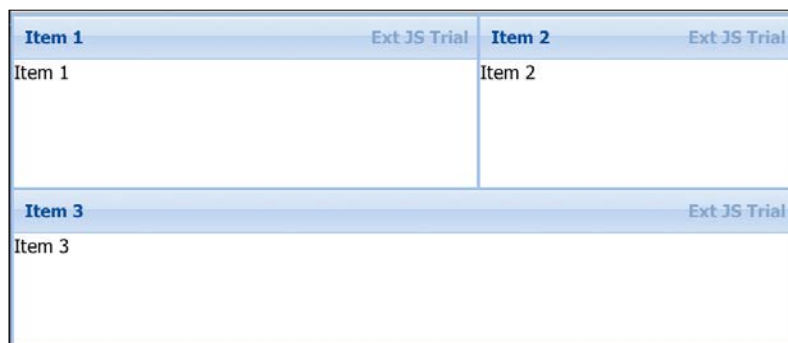 Item 1 Ext JS Trial Item 2 Ext JS Trial
Item 1 Item 2
Item 3 Ext JS Trial
Item 3